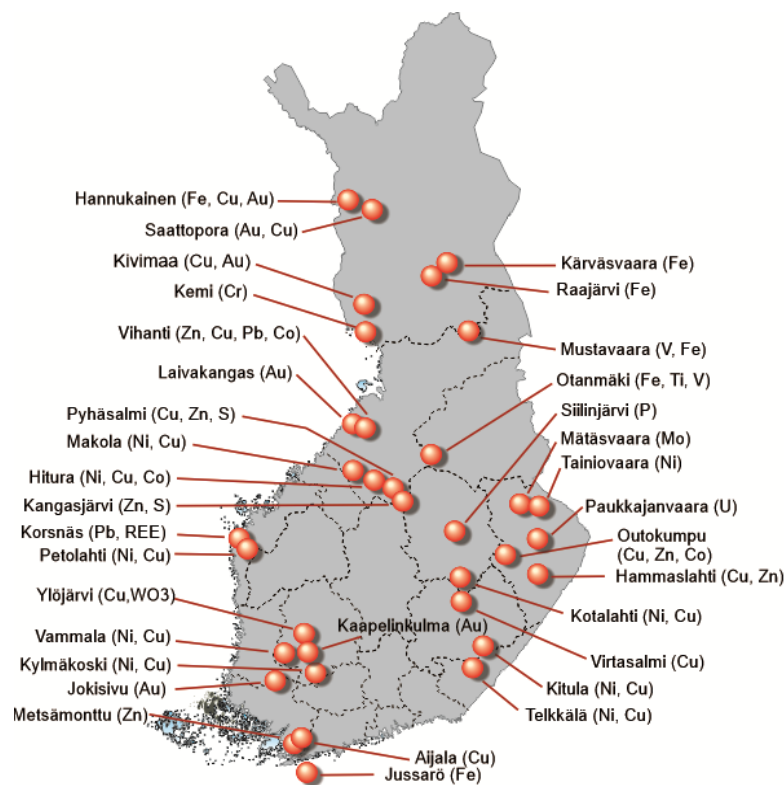 Hannukainen (Fe, Cu, Au)
Saattopora (Au, Cu)
Kivimaa (Cu, Au)
Kemi (Cr)
Vihanti (Zn, Cu, Pb, Co)
Laivakangas (Au)
Pyhäsalmi (Cu, Zn, S)
Makola (Ni, Cu)
Hitura (Ni, Cu, Co)
Kangasjärvi (Zn, S)
Korsnäs (Pb, REE)
Petolahti (Ni, Cu)
Ylöjärvi (Cu,WO3)
Kaapelinkulma (Au)
Vammala (Ni, Cu)
Kylmäkoski (Ni, Cu)
Jokisivu (Au)
Metsämonttu (Zn)
Kärväsvaara (Fe)
Raajärvi (Fe)
Mustavaara (V, Fe)
Otanmäki (Fe, Ti, V)
Siilinjärvi (P)
Mätäsvaara (Mo)
Tainiovaara (Ni)
Paukkajanvaara (U)
Outokumpu
(Cu, Zn, Co)
Hammaslahti (Cu, Zn)
Kotalahti (Ni, Cu)
Virtasalmi (Cu)
Kitula (Ni, Cu)
Telkkälä (Ni, Cu)
Aijala (Cu)
Jussarö (Fe)